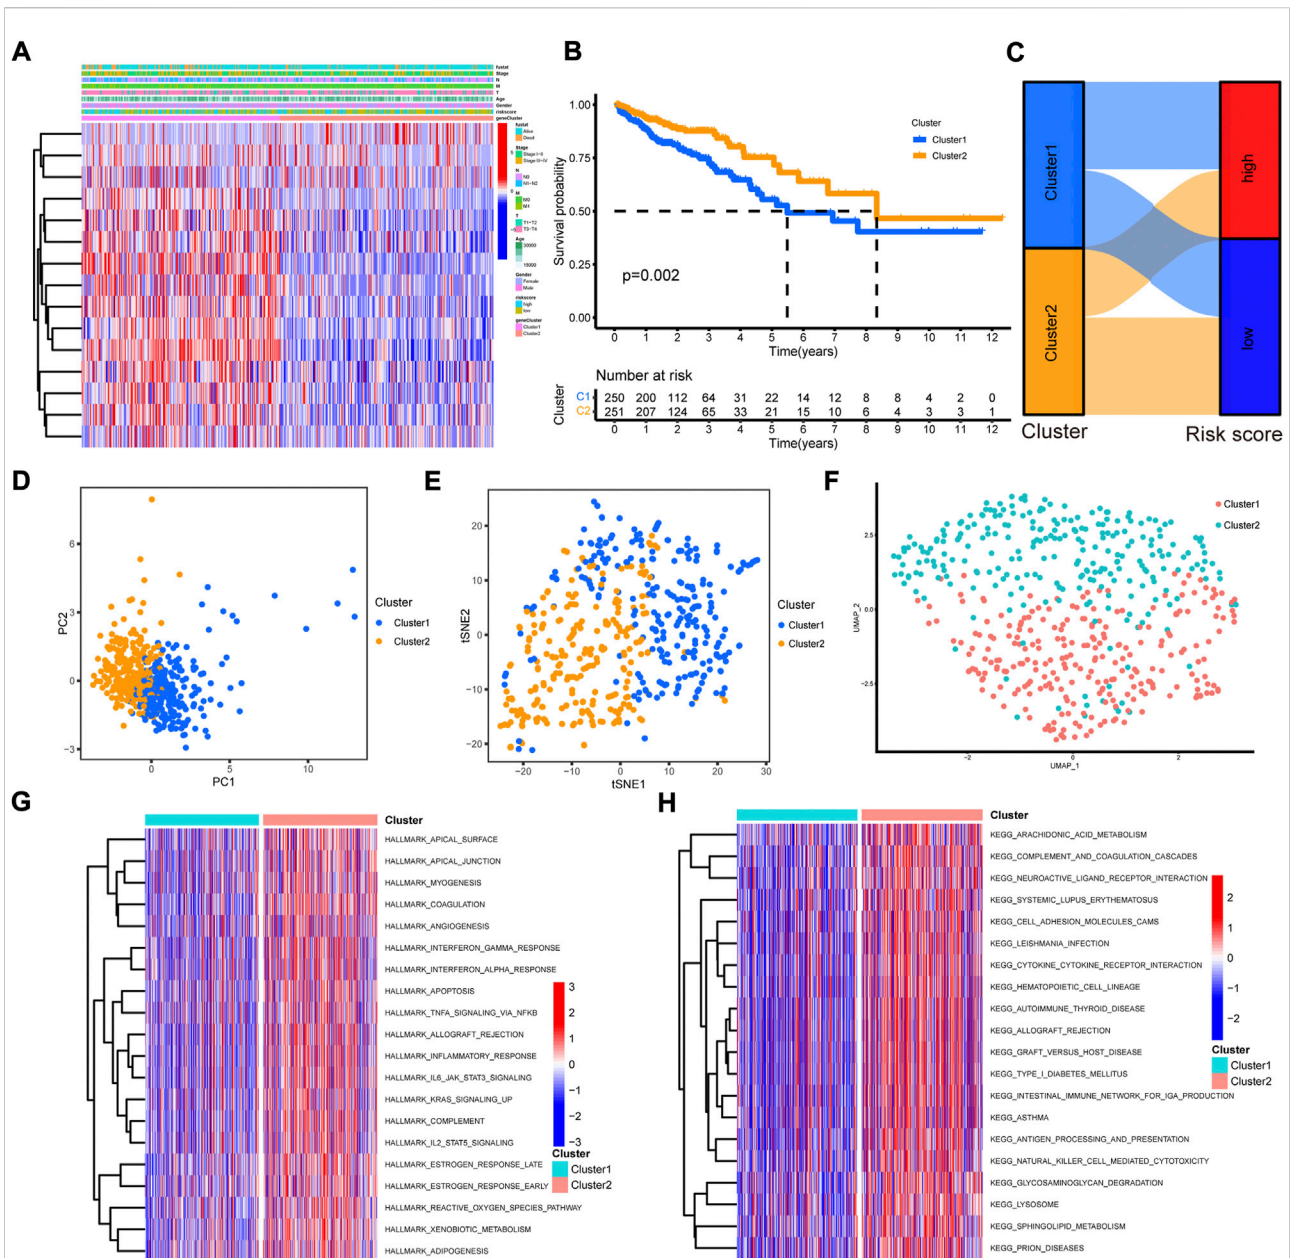 A
fustat
Stage
N
M
T
Age
Gender
riskscore
geneCluster
fustat
Alive
Dead
Stage
Stage I-II
Stage III-IV
N
N0
N1-N2
M
M0
M1
T
T1-T2
T3-T4
Age
30000
15000
Gender
Female
Male
riskscore
high
low
geneCluster
Cluster1
Cluster2
5
0
-5
B
Survival probability
1.00
0.75
0.50
0.25
0.00
p=0.002
Cluster
Cluster1
Cluster2
0 1 2 3 4 5 6 7 8 9 10 11 12
Time(years)
Number at risk
Cluster
C1 250 200 112 64 31 22 14 12 8 8 4 2 0
C2 251 207 124 65 33 21 15 10 6 4 3 3 1
0 1 2 3 4 5 6 7 8 9 10 11 12
Time(years)
C
Cluster1
Cluster2
high
low
Cluster
Risk score
D
PC2
6
3
0
−3
0 5 10
PC1
Cluster
Cluster1
Cluster2
E
tSNE2
20
10
0
−10
−20
−20 −10 0 10 20 30
tSNE1
Cluster
Cluster1
Cluster2
F
UMAP_2
2.5
0.0
−2.5
−2 0 2
UMAP_1
Cluster1
Cluster2
G
Cluster
HALLMARK_APICAL_SURFACE
HALLMARK_APICAL_JUNCTION
HALLMARK_MYOGENESIS
HALLMARK_COAGULATION
HALLMARK_ANGIOGENESIS
HALLMARK_INTERFERON_GAMMA_RESPONSE
HALLMARK_INTERFERON_ALPHA_RESPONSE
HALLMARK_APOPTOSIS
HALLMARK_TNFA_SIGNALING_VIA_NFKB
HALLMARK_ALLOGRAFT_REJECTION
HALLMARK_INFLAMMATORY_RESPONSE
HALLMARK_IL6_JAK_STAT3_SIGNALING
HALLMARK_KRAS_SIGNALING_UP
HALLMARK_COMPLEMENT
HALLMARK_IL2_STAT5_SIGNALING
HALLMARK_ESTROGEN_RESPONSE_LATE
HALLMARK_ESTROGEN_RESPONSE_EARLY
HALLMARK_REACTIVE_OXYGEN_SPECIES_PATHWAY
HALLMARK_XENOBIOTIC_METABOLISM
HALLMARK_ADIPOGENESIS
3
2
1
0
−1
−2
−3
Cluster
Cluster1
Cluster2
H
Cluster
KEGG_ARACHIDONIC_ACID_METABOLISM
KEGG_COMPLEMENT_AND_COAGULATION_CASCADES
KEGG_NEUROACTIVE_LIGAND_RECEPTOR_INTERACTION
KEGG_SYSTEMIC_LUPUS_ERYTHEMATOSUS
KEGG_CELL_ADHESION_MOLECULES_CAMS
KEGG_LEISHMANIA_INFECTION
KEGG_CYTOKINE_CYTOKINE_RECEPTOR_INTERACTION
KEGG_HEMATOPOIETIC_CELL_LINEAGE
KEGG_AUTOIMMUNE_THYROID_DISEASE
KEGG_ALLOGRAFT_REJECTION
KEGG_GRAFT_VERSUS_HOST_DISEASE
KEGG_TYPE_I_DIABETES_MELLITUS
KEGG_INTESTINAL_IMMUNE_NETWORK_FOR_IGA_PRODUCTION
KEGG_ASTHMA
KEGG_ANTIGEN_PROCESSING_AND_PRESENTATION
KEGG_NATURAL_KILLER_CELL_MEDIATED_CYTOTOXICITY
KEGG_GLYCOSAMINOGLYCAN_DEGRADATION
KEGG_LYSOSOME
KEGG_SPHINGOLIPID_METABOLISM
KEGG_PRION_DISEASES
2
1
0
−1
−2
Cluster
Cluster1
Cluster2